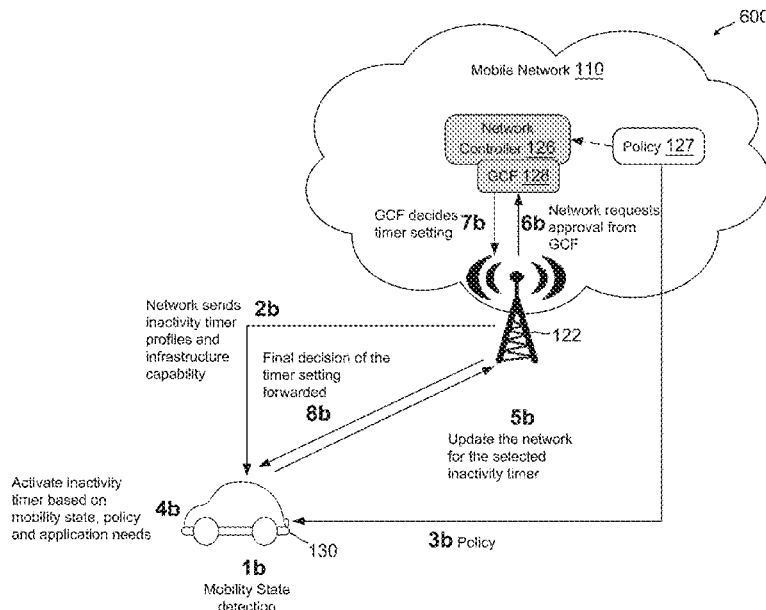 600
Mobile Network 110
Network
Controller 126
GCF 128
Policy 127
GCF decides
timer setting
7b
6b
Network requests
approval from
GCF
2b
Network sends
inactivity timer
profiles and
infrastructure
capability
122
Final decision of the
timer setting
forwarded
8b
5b
Update the network
for the selected
inactivity timer
Activate inactivity
timer based on
mobility state, policy
and application needs
4b
130
3b Policy
1b
Mobility State
detection